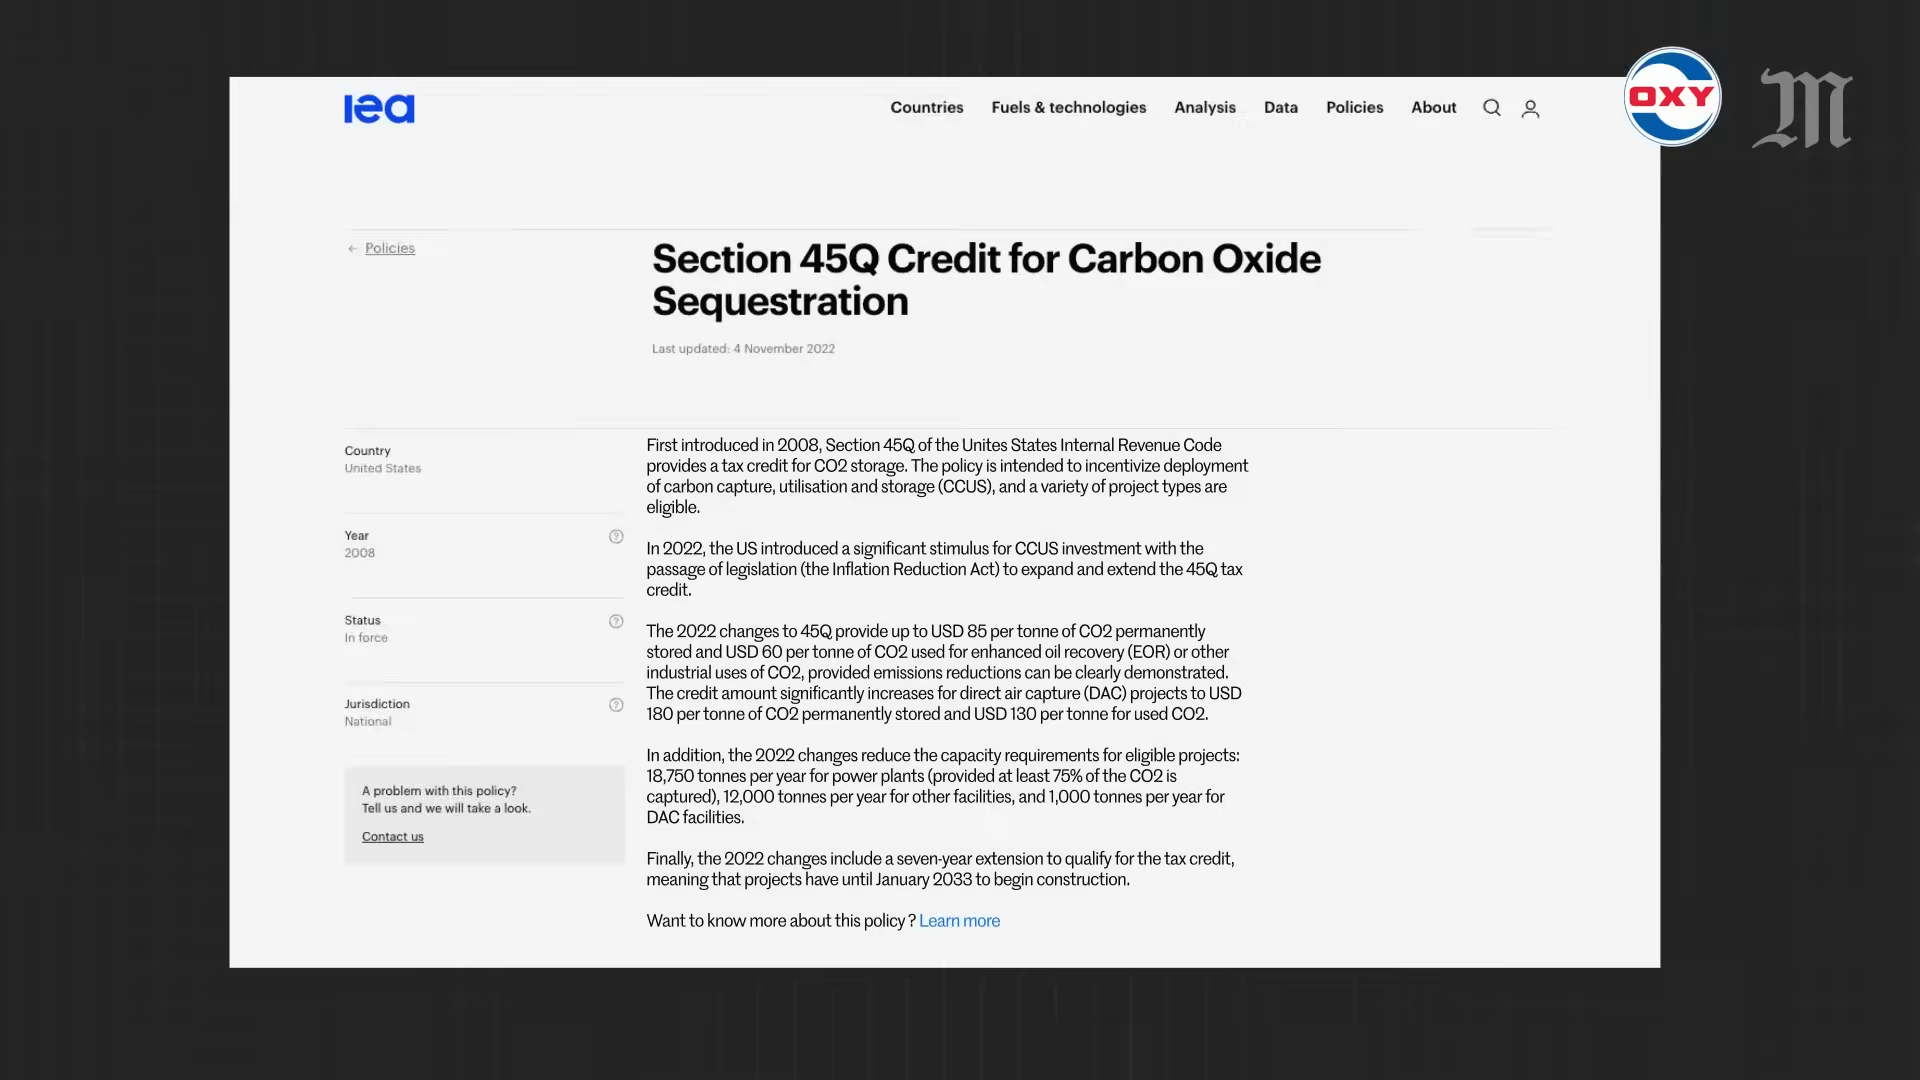 iea
Countries Fuels & technologies Analysis Data Policies About
OXY
M
← Policies
Section 45Q Credit for Carbon Oxide
Sequestration
Last updated: 4 November 2022
Country
United States
Year
2008
Status
In force
Jurisdiction
National
A problem with this policy?
Tell us and we will take a look.
Contact us
First introduced in 2008, Section 45Q of the Unites States Internal Revenue Code
provides a tax credit for CO2 storage. The policy is intended to incentivize deployment
of carbon capture, utilisation and storage (CCUS), and a variety of project types are
eligible.
In 2022, the US introduced a significant stimulus for CCUS investment with the
passage of legislation (the Inflation Reduction Act) to expand and extend the 45Q tax
credit.
The 2022 changes to 45Q provide up to USD 85 per tonne of CO2 permanently
stored and USD 60 per tonne of CO2 used for enhanced oil recovery (EOR) or other
industrial uses of CO2, provided emissions reductions can be clearly demonstrated.
The credit amount significantly increases for direct air capture (DAC) projects to USD
180 per tonne of CO2 permanently stored and USD 130 per tonne for used CO2.
In addition, the 2022 changes reduce the capacity requirements for eligible projects:
18,750 tonnes per year for power plants (provided at least 75% of the CO2 is
captured), 12,000 tonnes per year for other facilities, and 1,000 tonnes per year for
DAC facilities.
Finally, the 2022 changes include a seven-year extension to qualify for the tax credit,
meaning that projects have until January 2033 to begin construction.
Want to know more about this policy ? Learn more